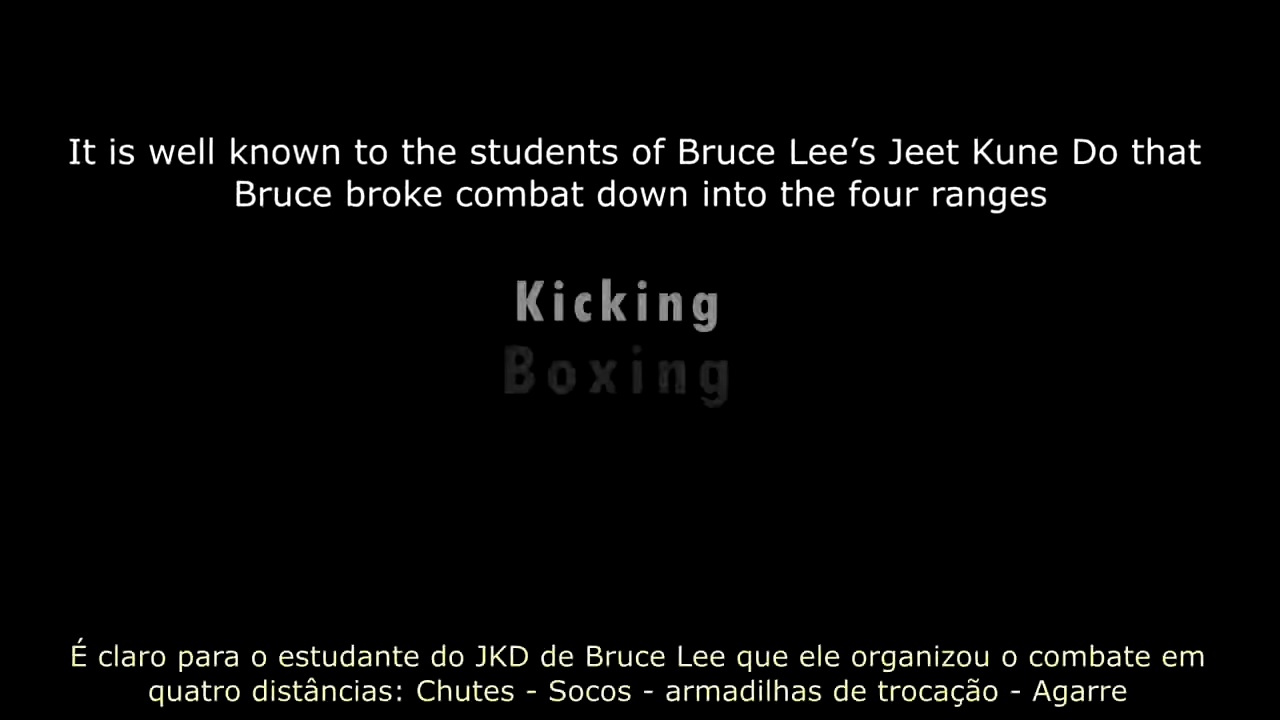 It is well known to the students of Bruce Lee’s Jeet Kune Do that
Bruce broke combat down into the four ranges
Kicking
Boxing
É claro para o estudante do JKD de Bruce Lee que ele organizou o combate em
quatro distâncias: Chutes - Socos - armadilhas de trocação - Agarre